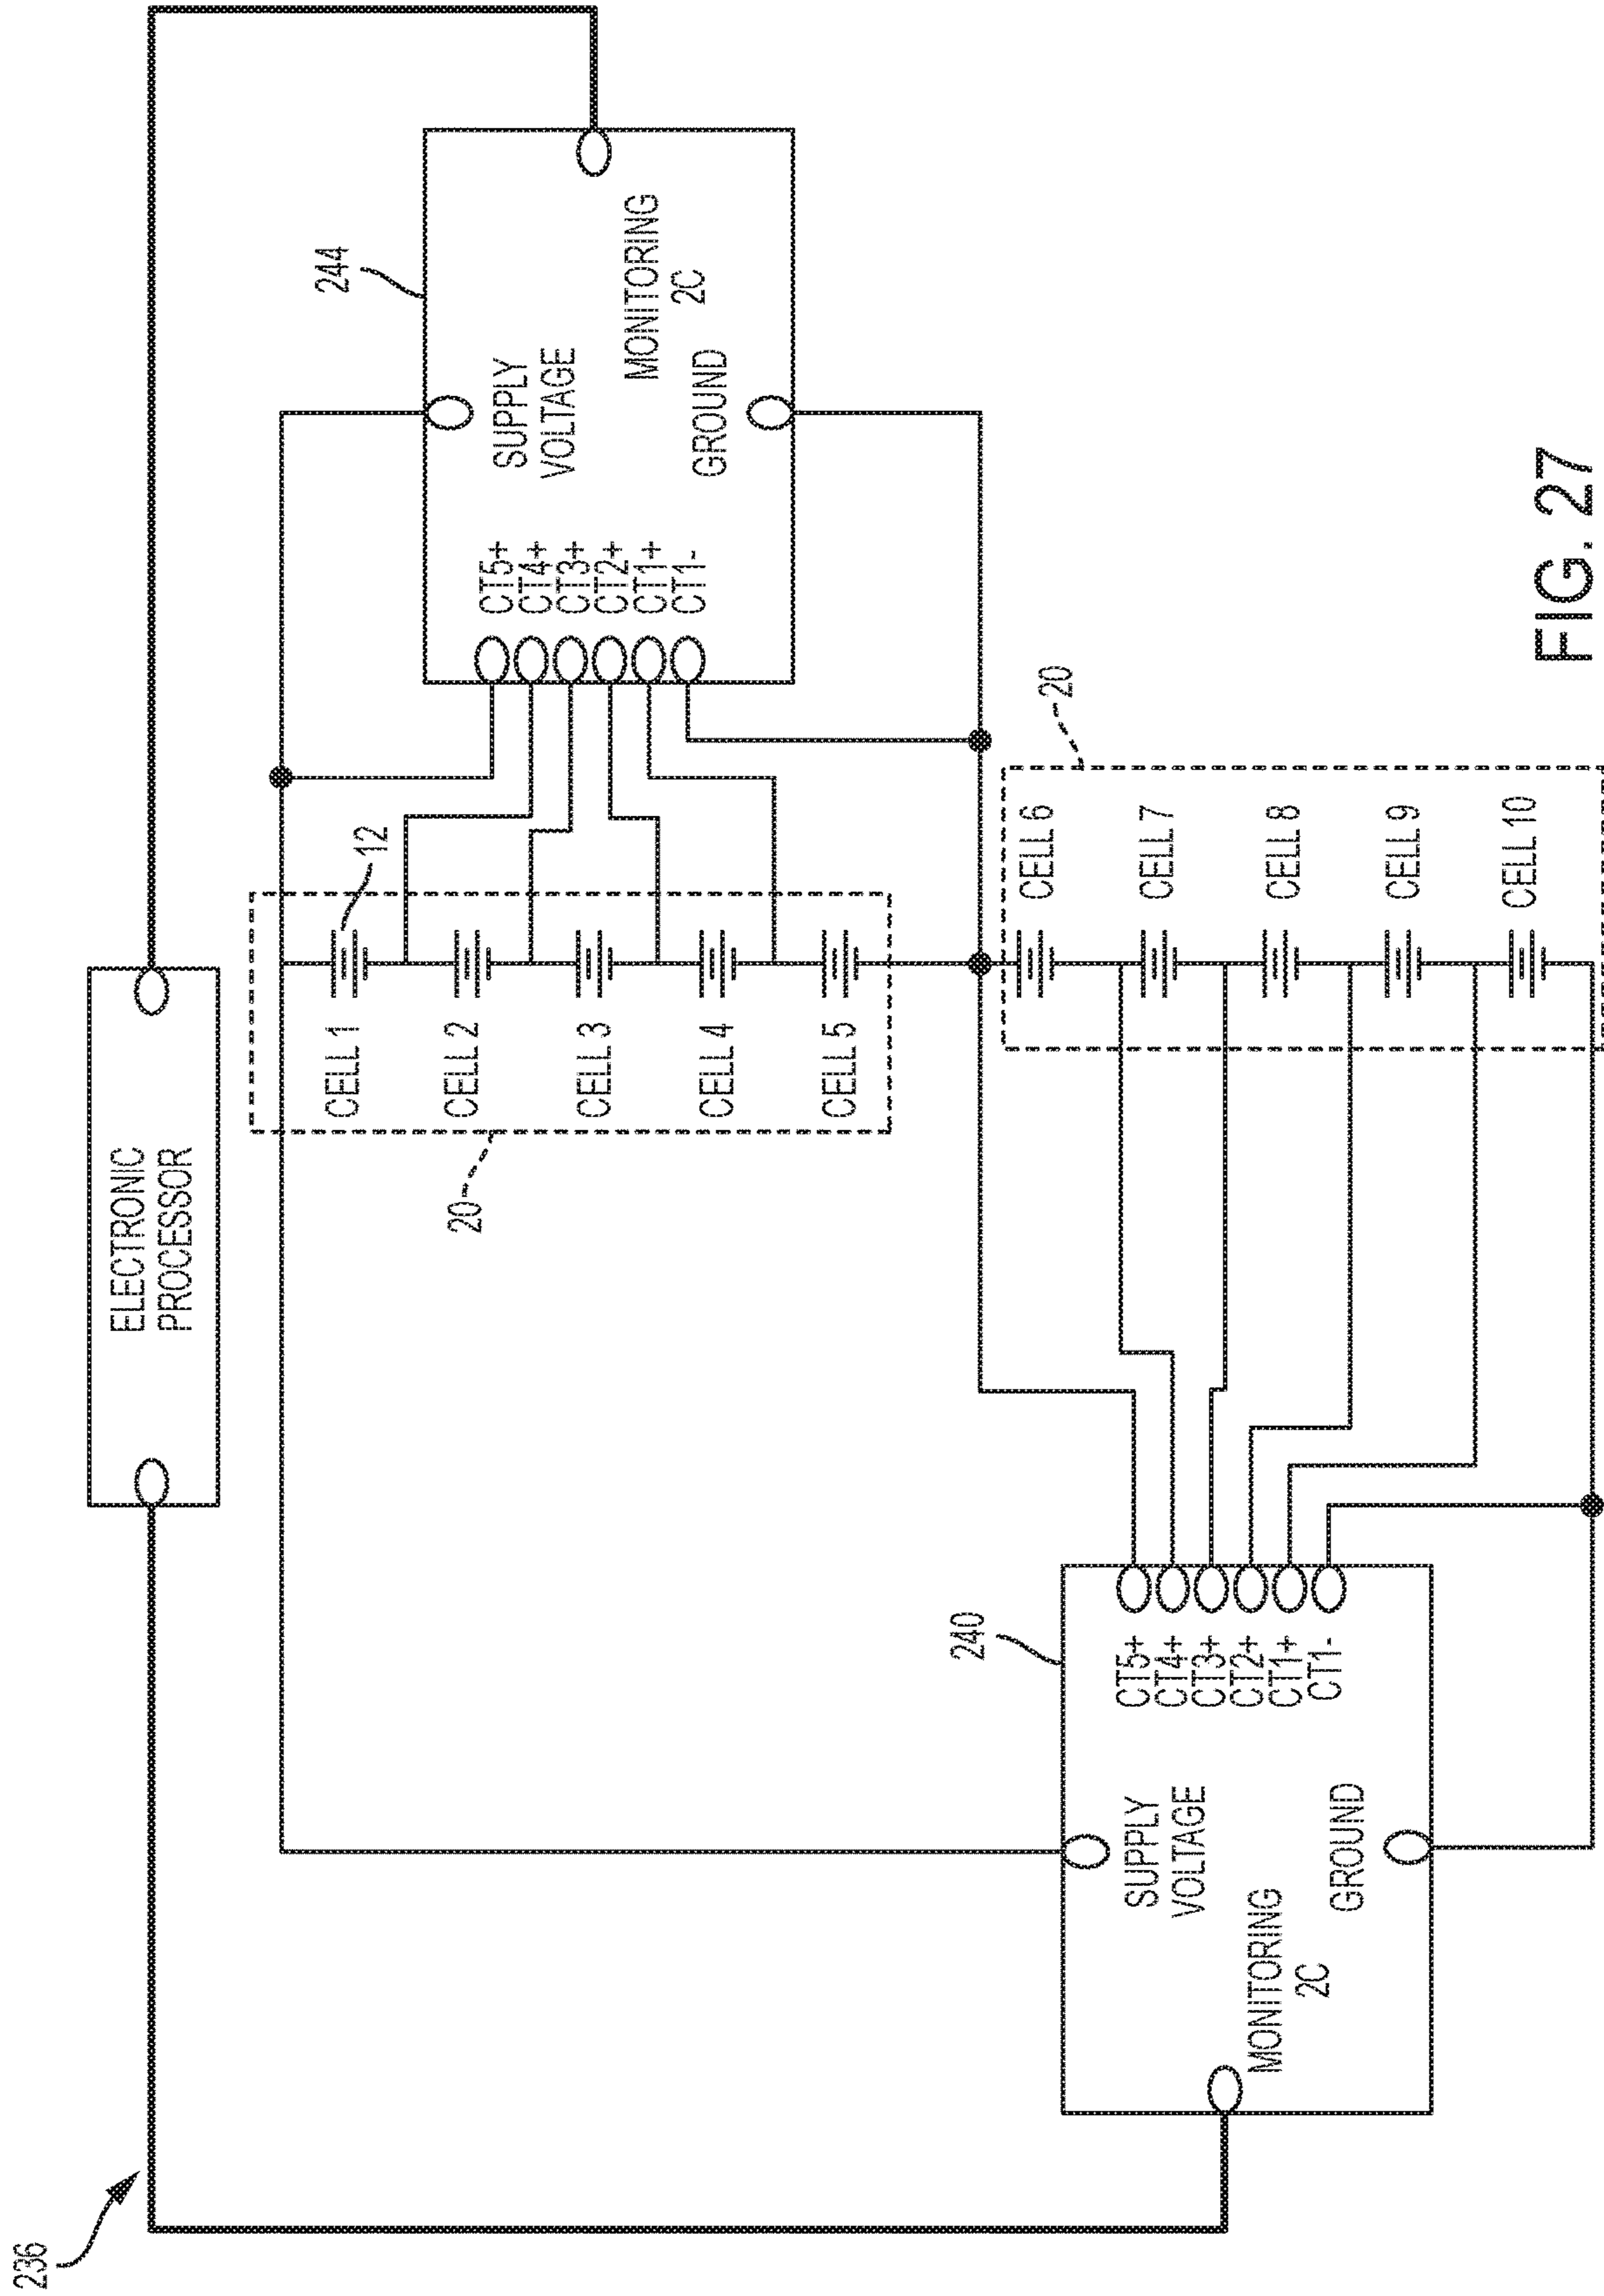 236
ELECTRONIC
PROCESSOR
244
SUPPLY
VOLTAGE
MONITORING
2C
GROUND
CT5+
CT4+
CT3+
CT2+
CT1+
CT1-
12
CELL 1
CELL 2
CELL 3
CELL 4
CELL 5
20
20
CELL 6
CELL 7
CELL 8
CELL 9
CELL 10
240
CT5+
CT4+
CT3+
CT2+
CT1+
CT1-
SUPPLY
VOLTAGE
MONITORING
2C
GROUND
FIG. 27